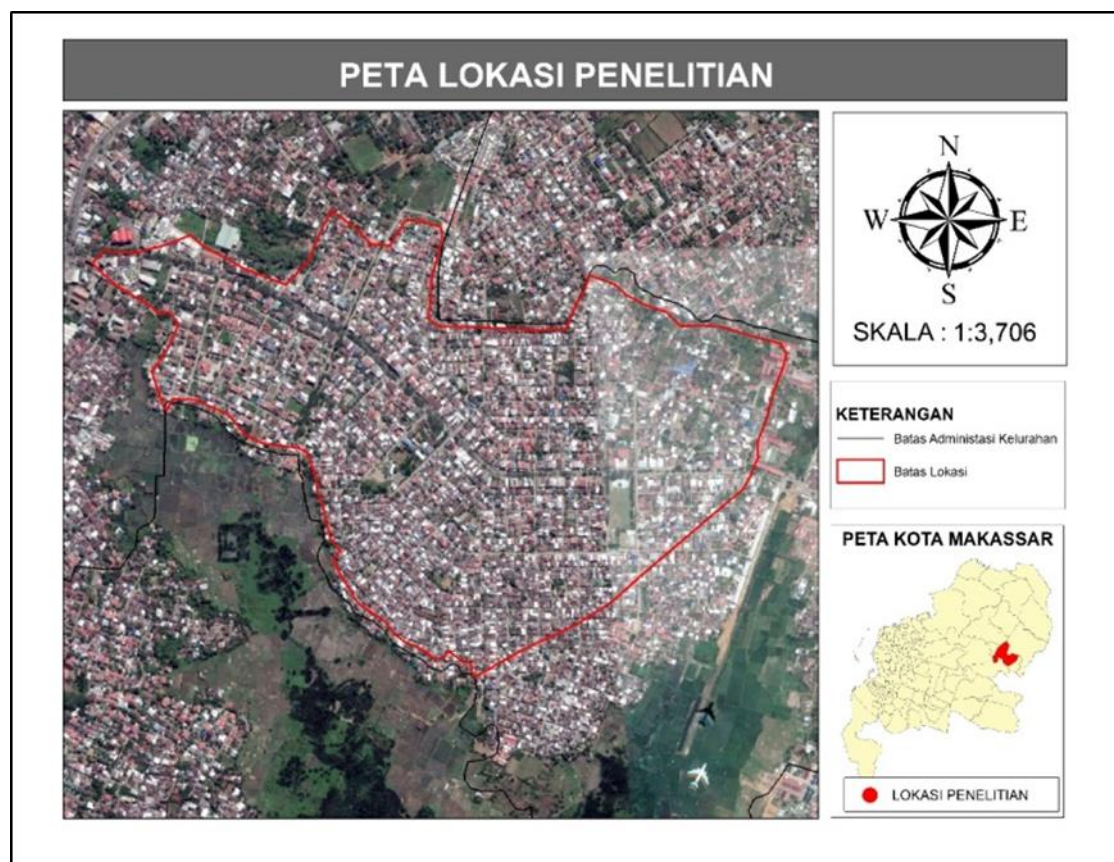 PETA LOKASI PENELITIAN
N
W E
S
SKALA : 1:3,706
KETERANGAN
Batas Administasi Kelurahan
Batas Lokasi
PETA KOTA MAKASSAR
LOKASI PENELITIAN